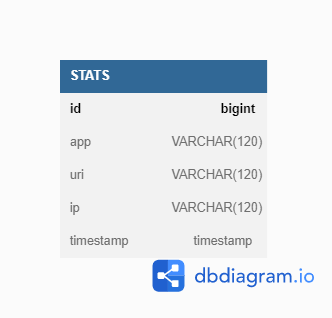 STATS
id bigint
app VARCHAR(120)
uri VARCHAR(120)
ip VARCHAR(120)
timestamp timestamp
dbdiagram.io